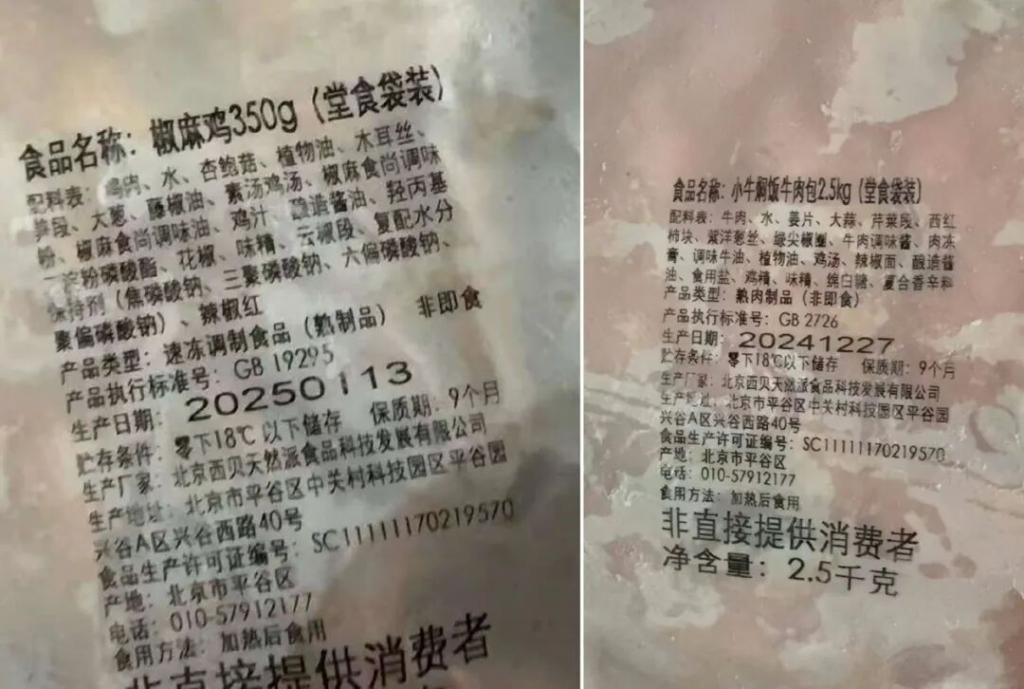 食品名称：椒麻鸡350g（堂食袋装）
配料表：鸡肉、水、杏鲍菇、植物油、木耳丝、
笋段、大葱、藤椒油、素汤鸡汤、椒麻食尚调味
粉、椒麻食尚调味油、鸡汁、酿造酱油、羟丙基
二淀粉磷酸酯、花椒、味精、云椒段、复配水分
保持剂（焦磷酸钠、三聚磷酸钠、六偏磷酸钠、
聚偏磷酸钠）、辣椒红
产品类型：速冻调制食品（熟制品） 非即食
产品执行标准号：GB 19295
生产日期：20250113
贮存条件：零下18℃以下储存 保质期：9个月
生产厂家：北京西贝天然派食品科技发展有限公司
生产地址：北京市平谷区中关村科技园区平谷园
兴谷A区兴谷西路40号
食品生产许可证编号：SC11111170219570
产地：北京市平谷区
电话：010-57912177
食用方法：加热后食用
非直接提供消费者
食品名称：小牛焖饭牛肉包2.5kg（堂食袋装）
配料表：牛肉、水、姜片、大蒜、芹菜段、西红
柿块、紫洋葱丝、绿尖椒圈、牛肉调味酱、肉冻
膏、调味牛油、植物油、鸡汤、辣椒面、酿造酱
油、食用盐、鸡精、味精、绵白糖、复合香辛料
产品类型：熟肉制品（非即食）
产品执行标准号：GB 2726
生产日期：20241227
贮存条件：零下18℃以下储存 保质期：9个月
生产厂家：北京西贝天然派食品科技发展有限公司
生产地址：北京市平谷区中关村科技园区平谷园
兴谷A区兴谷西路40号
食品生产许可证编号：SC11111170219570
产地：北京市平谷区
电话：010-57912177
食用方法：加热后食用
非直接提供消费者
净含量：2.5千克